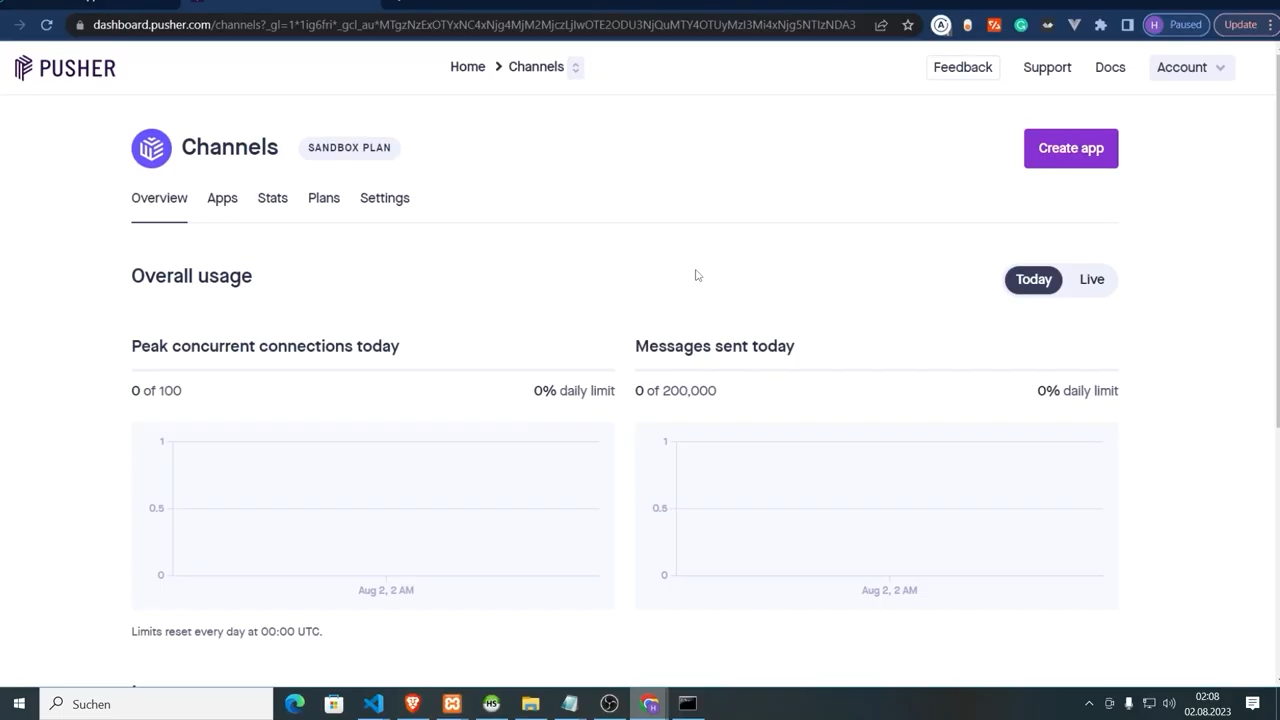 dashboard.pusher.com/channels?_gl=1*1ig6fri*_gcl_au*MTgzNzExOTYxNC4xNjg4MjM2MjczLjIwOTE2ODU3NjQuMTY4OTUyMzI3Mi4xNjg5NTIzNDA3
H
Paused
Update
PUSHER
Home
Channels
Feedback
Support
Docs
Account
Channels
SANDBOX PLAN
Create app
Overview
Apps
Stats
Plans
Settings
Overall usage
Today
Live
Peak concurrent connections today
0 of 100
0% daily limit
1
0.5
0
Aug 2, 2 AM
Messages sent today
0 of 200,000
0% daily limit
1
0.5
0
Aug 2, 2 AM
Limits reset every day at 00:00 UTC.
Suchen
HS
H
02:08
02.08.2023